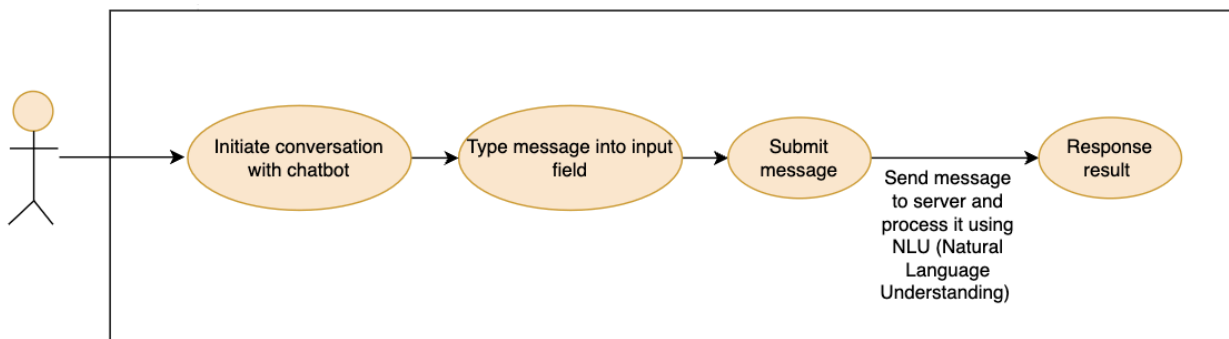 Initiate conversation
with chatbot
Type message into input
field
Submit
message
Send message
to server and
process it using
NLU (Natural
Language
Understanding)
Response
result